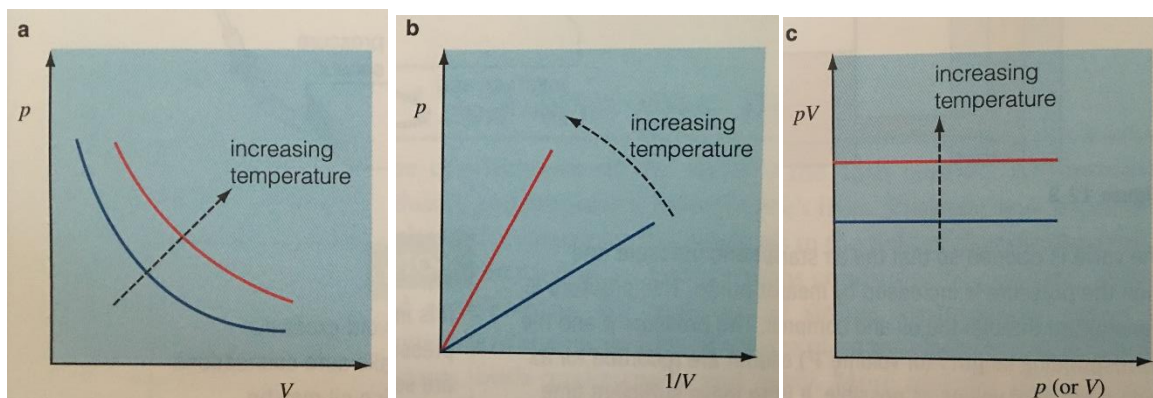 a
p
increasing
temperature
V
b
p
increasing
temperature
1/V
c
pV
increasing
temperature
p (or V)